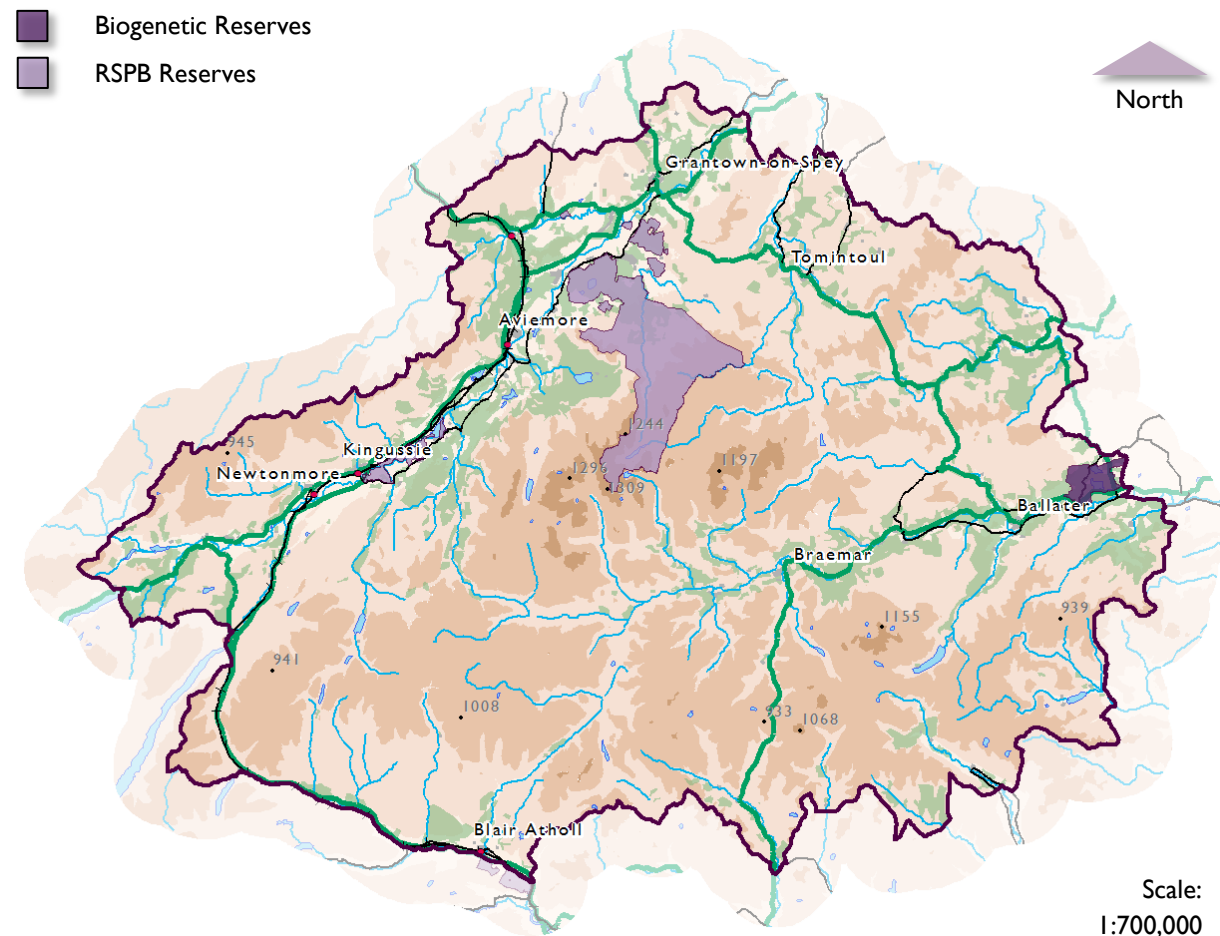 Biogenetic Reserves
RSPB Reserves
North
Grantown-on-Spey
Tomintoul
Aviemore
1244
945
Kingussie
Newtonmore
1296
1197
1309
Ballater
Braemar
1155
939
941
1008
933
1068
Blair Atholl
Scale:
1:700,000